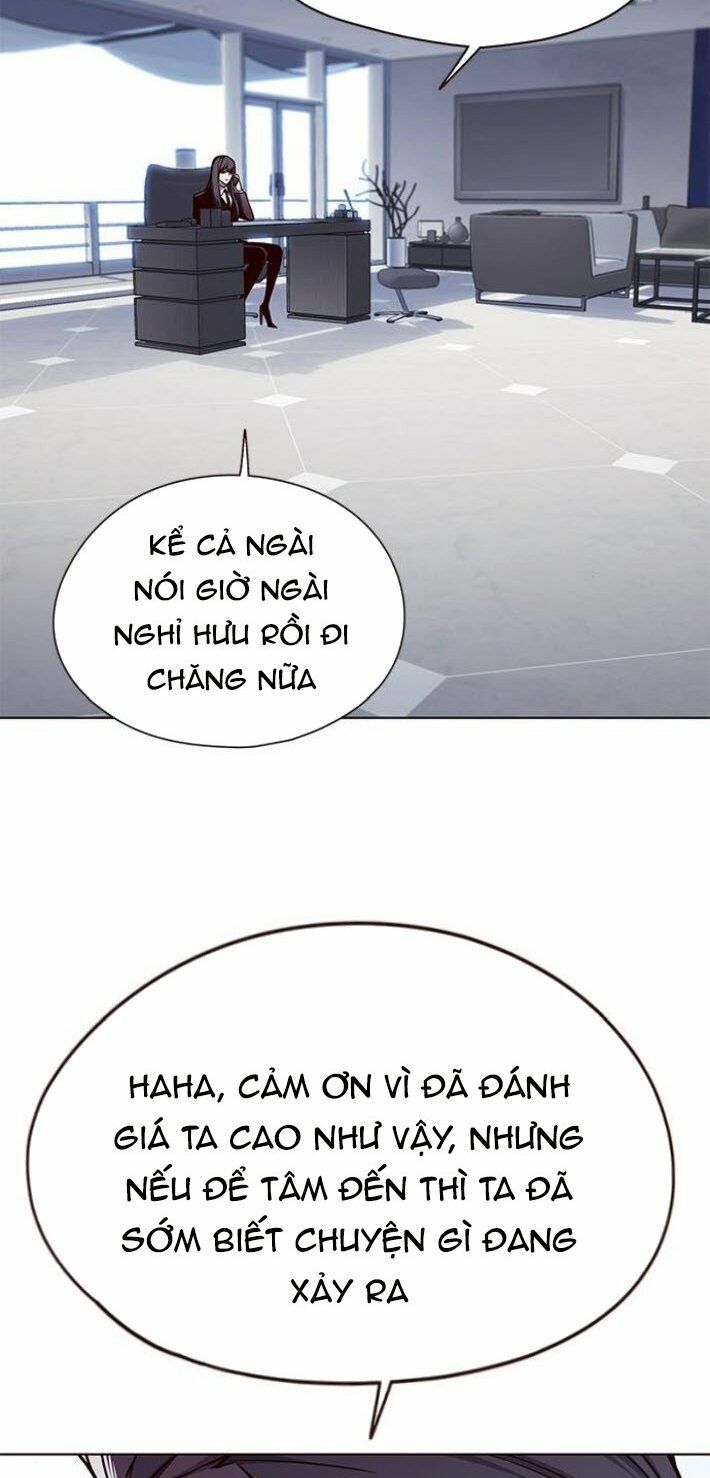 KỂ CẢ NGÀI
NÓI GIỜ NGÀI
NGHỈ HƯU RỒI ĐI
CHĂNG NỮA
HAHA, CẢM ƠN VÌ ĐÃ ĐÁNH
GIÁ TA CAO NHƯ VẬY, NHƯNG
NẾU ĐỂ TÂM ĐẾN THÌ TA ĐÃ
SỚM BIẾT CHUYỆN GÌ ĐANG
XẢY RA